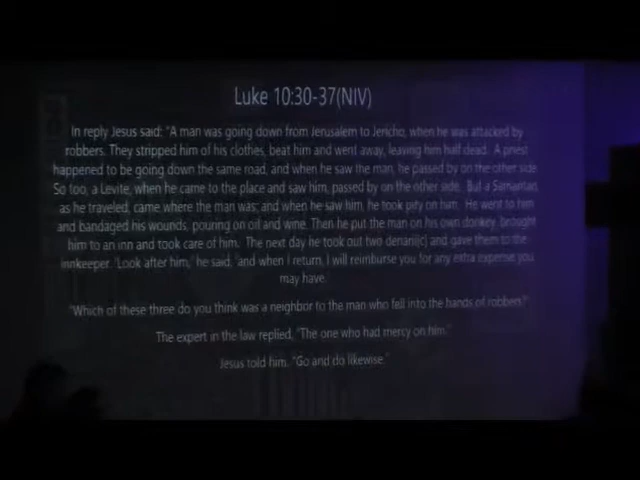 Luke 10:30-37(NIV)
In reply Jesus said: "A man was going down from Jerusalem to Jericho, when he was attacked by
robbers. They stripped him of his clothes, beat him and went away, leaving him half dead. A priest
happened to be going down the same road, and when he saw the man, he passed by on the other side.
So too, a Levite, when he came to the place and saw him, passed by on the other side. But a Samaritan,
as he traveled, came where the man was; and when he saw him, he took pity on him. He went to him
and bandaged his wounds, pouring on oil and wine. Then he put the man on his own donkey, brought
him to an inn and took care of him. The next day he took out two denarii[c] and gave them to the
innkeeper. 'Look after him,' he said, 'and when I return, I will reimburse you for any extra expense you
may have.'
"Which of these three do you think was a neighbor to the man who fell into the hands of robbers?"
The expert in the law replied, "The one who had mercy on him."
Jesus told him, "Go and do likewise."